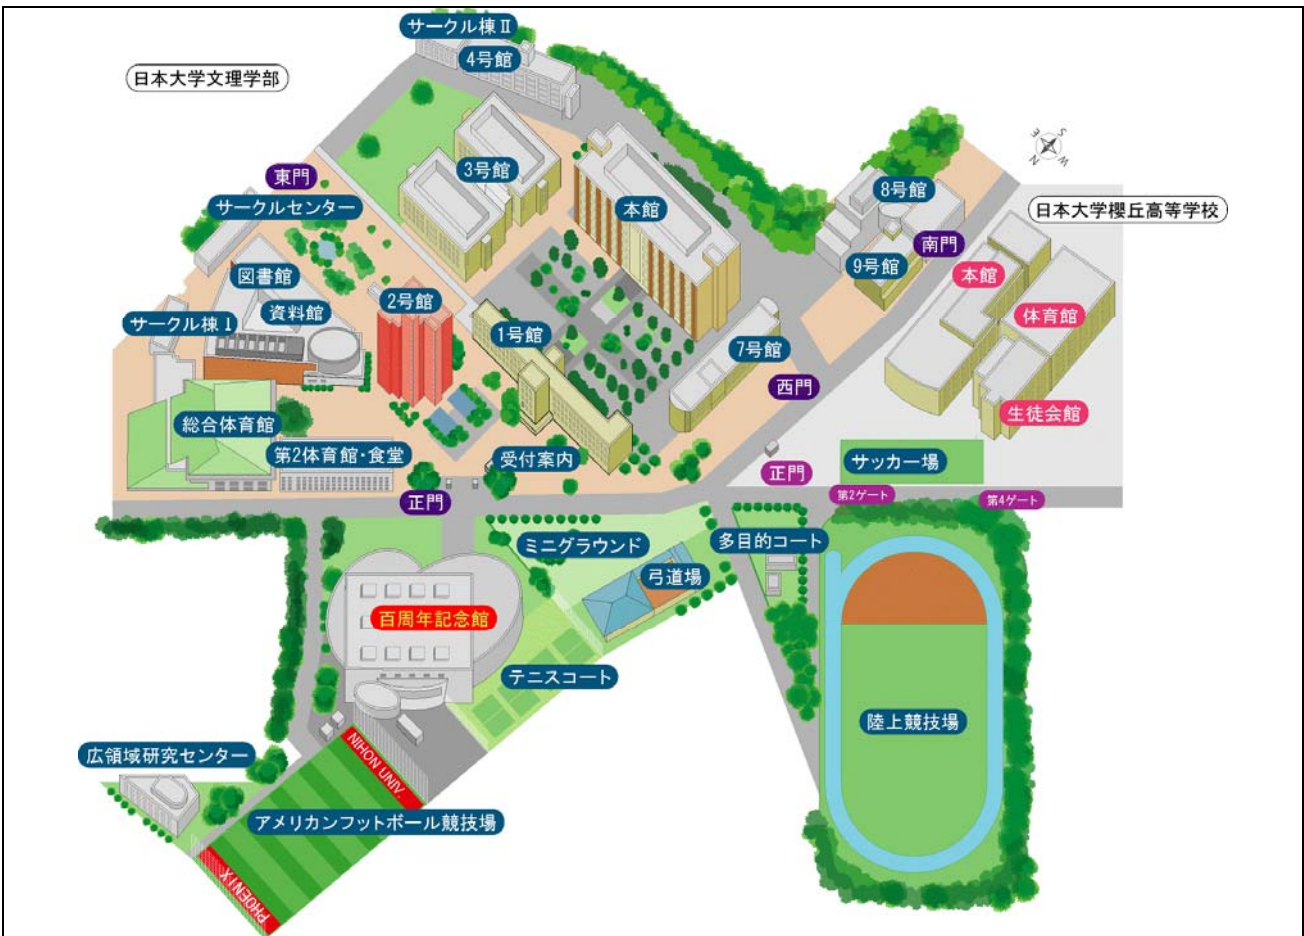 サークル棟Ⅱ
4号館
日本大学文理学部
3号館
東門
サークルセンター
本館
8号館
日本大学櫻丘高等学校
S
E
W
N
南門
9号館
図書館
資料館
2号館
サークル棟Ⅰ
1号館
7号館
本館
体育館
西門
生徒会館
総合体育館
第2体育館・食堂
受付案内
サッカー場
正門
正門
第2ゲート
第4ゲート
ミニグラウンド
多目的コート
弓道場
百周年記念館
テニスコート
陸上競技場
広領域研究センター
NIHON UNIV.
アメリカンフットボール競技場
PHOENIX